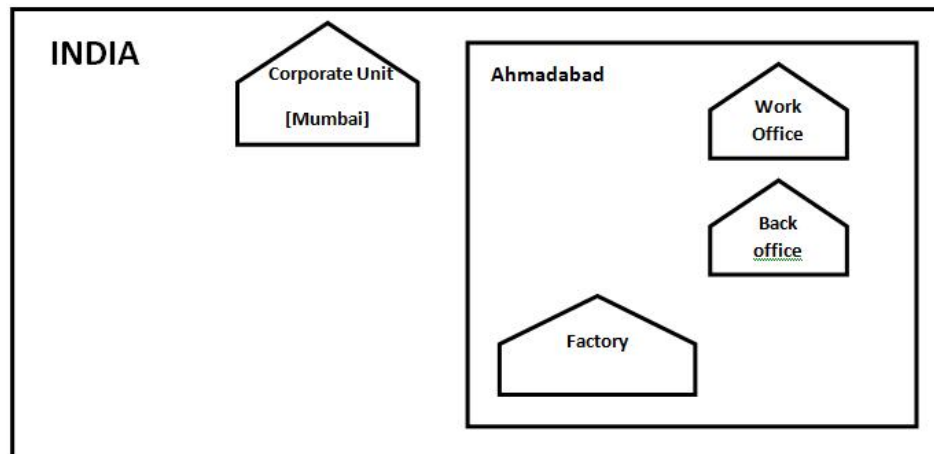 INDIA
Corporate Unit
[Mumbai]
Ahmadabad
Work
Office
Back
office
Factory